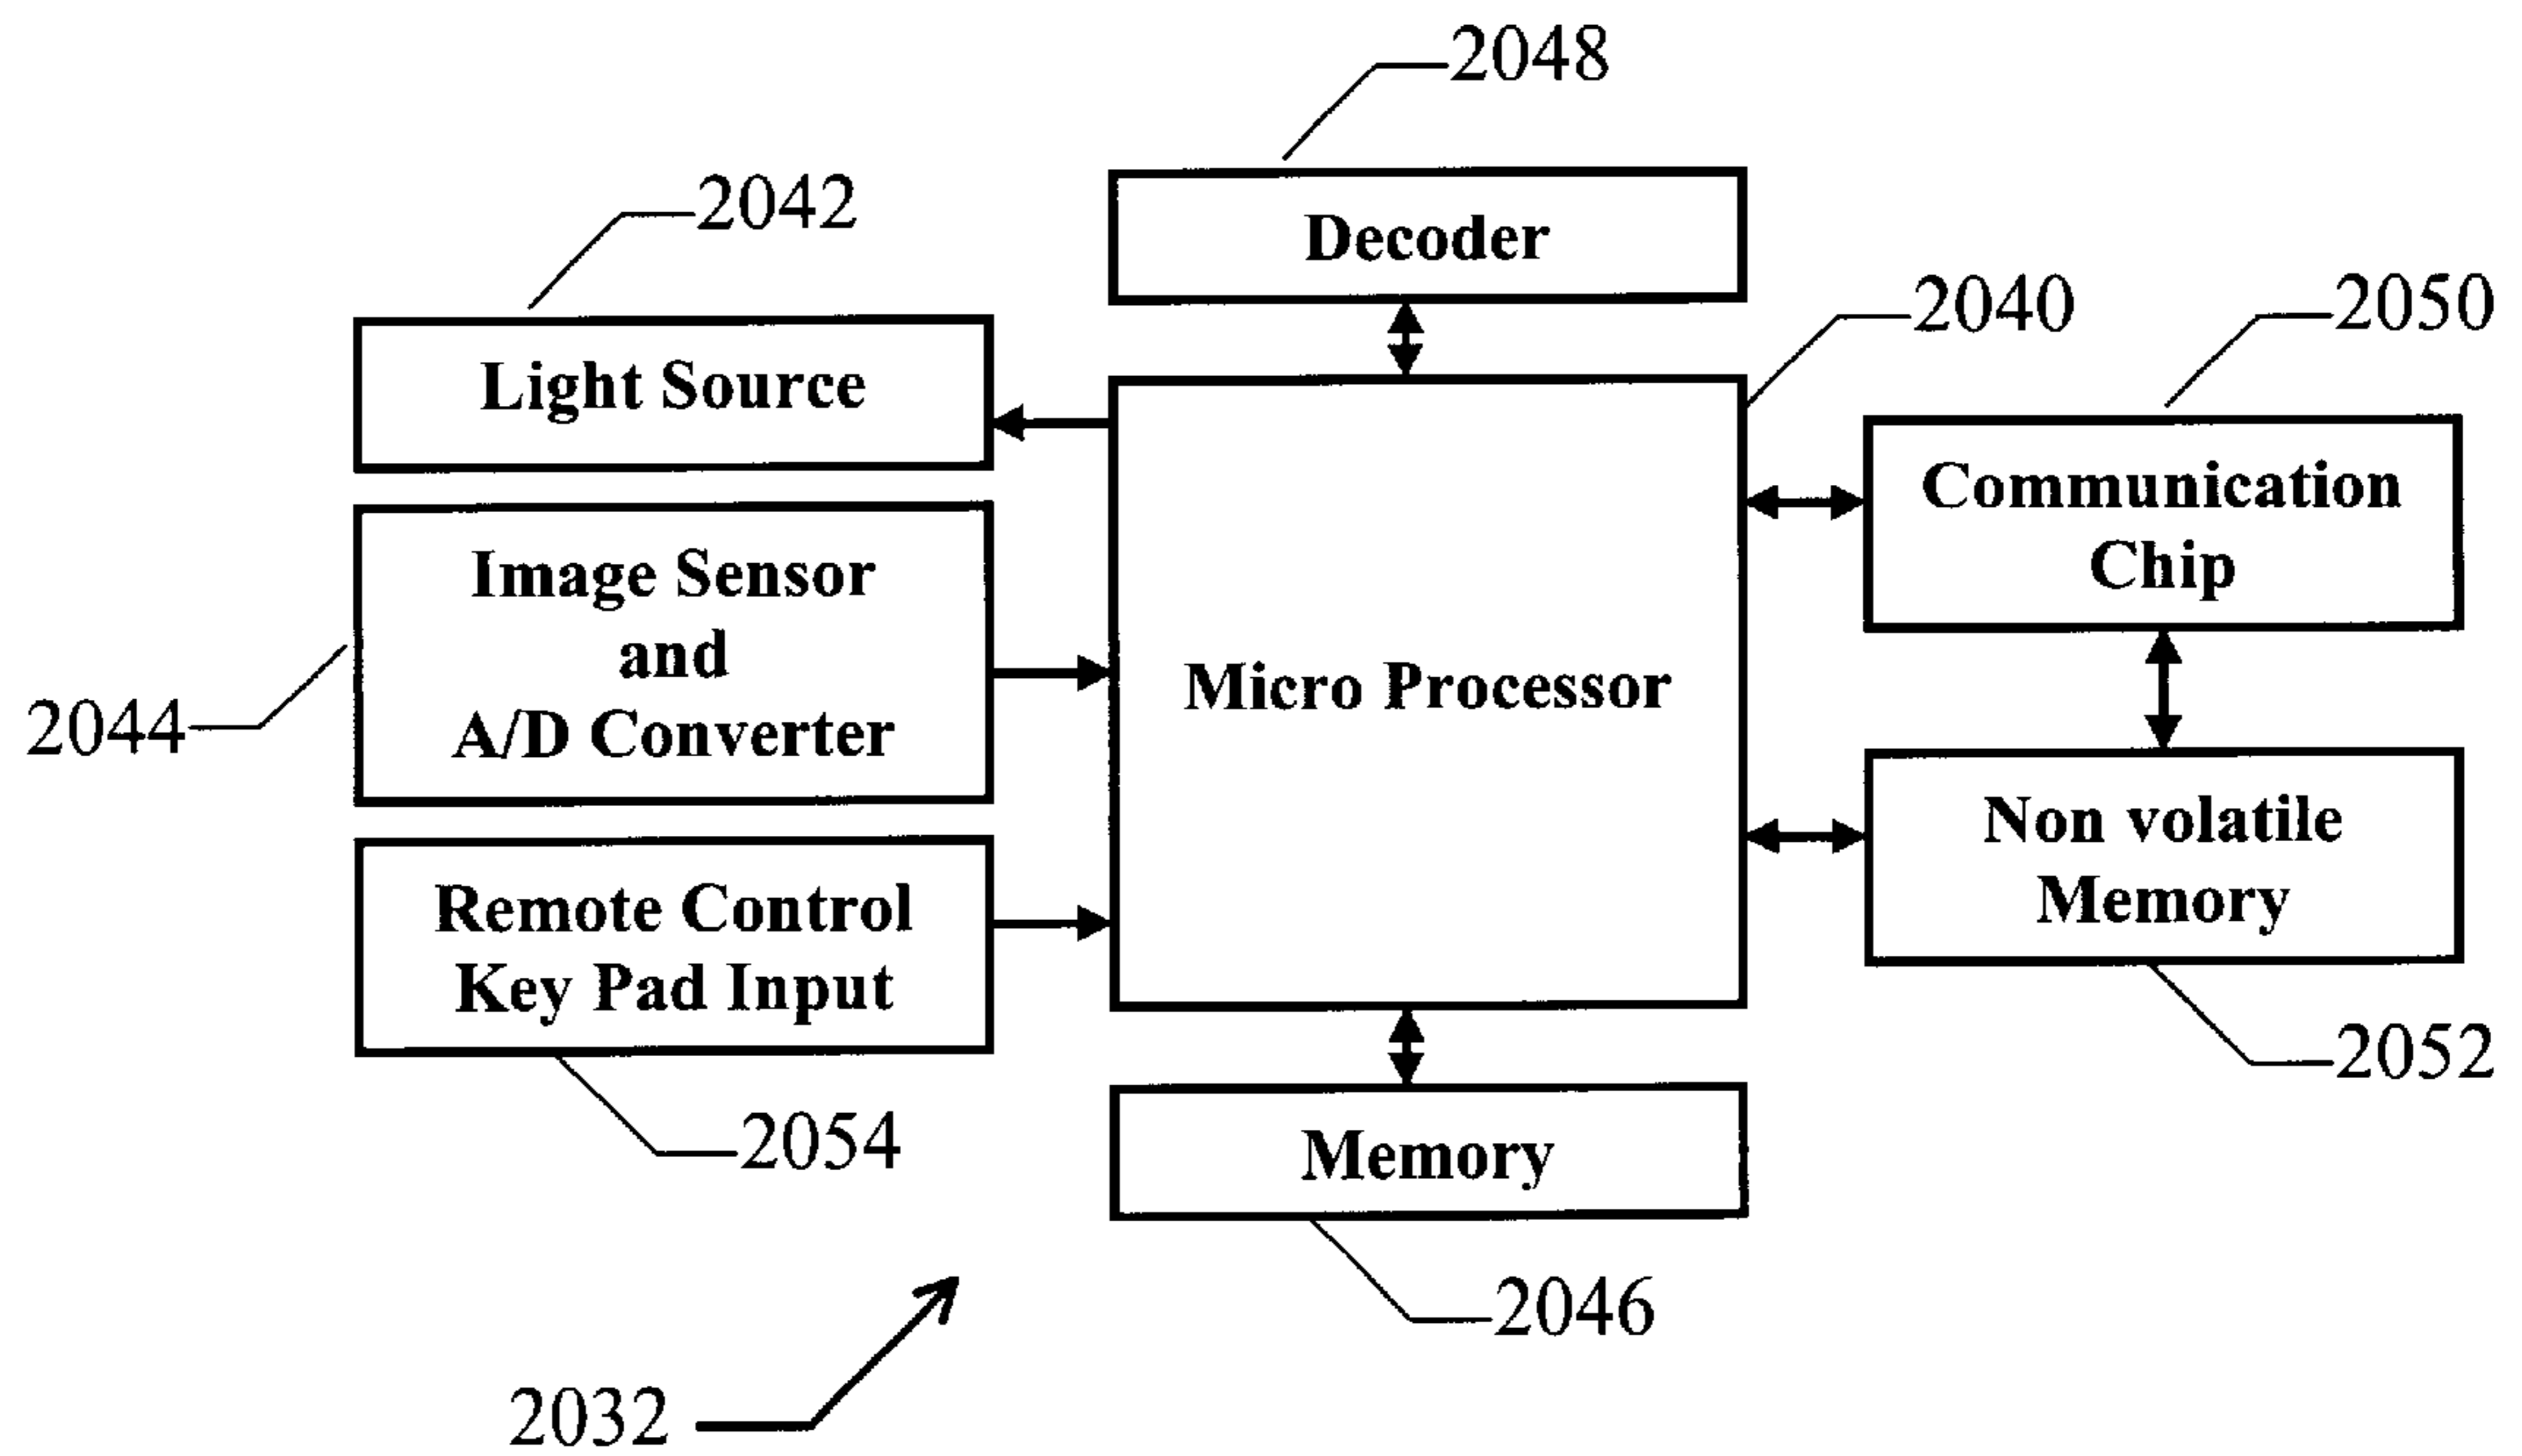 2048
2042
Decoder
2040
2050
Light Source
Communication
Chip
Image Sensor
and
A/D Converter
2044
Micro Processor
Non volatile
Memory
Remote Control
Key Pad Input
2052
2054
Memory
2046
2032